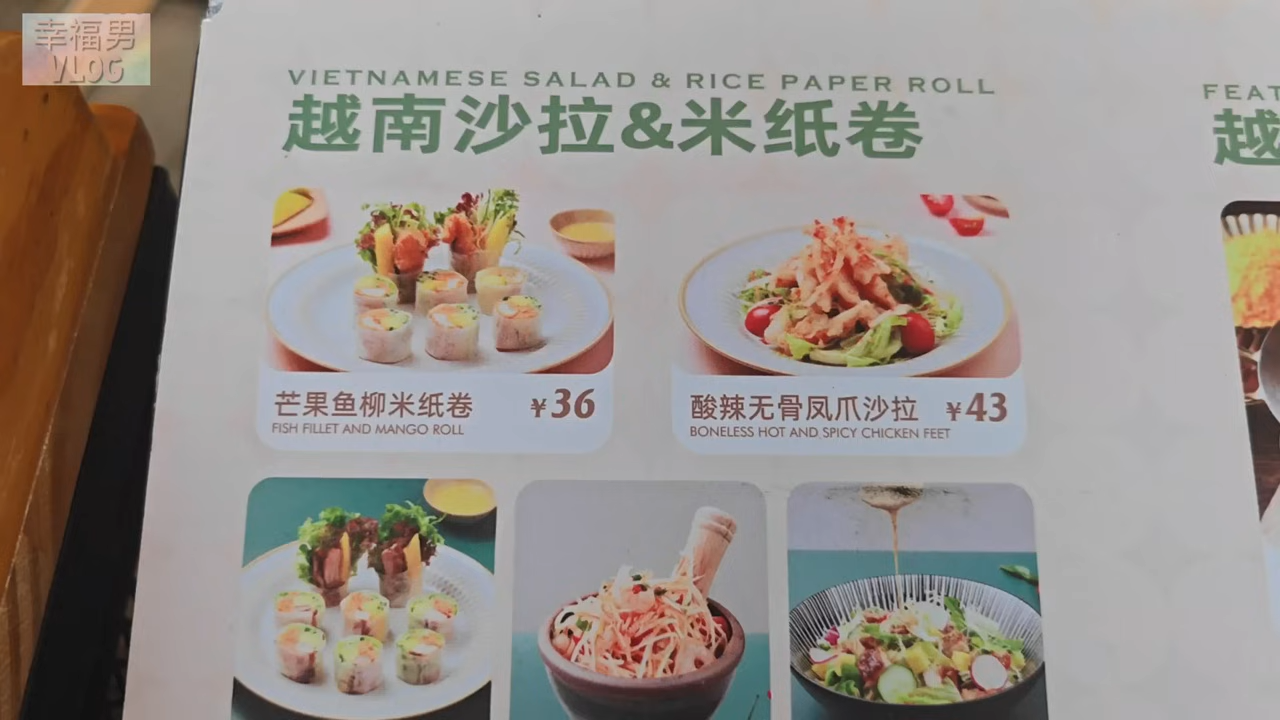 幸福男
VLOG
VIETNAMESE SALAD & RICE PAPER ROLL
越南沙拉&米纸卷
FEAT
越
芒果鱼柳米纸卷 ¥36
FISH FILLET AND MANGO ROLL
酸辣无骨凤爪沙拉 ¥43
BONELESS HOT AND SPICY CHICKEN FEET